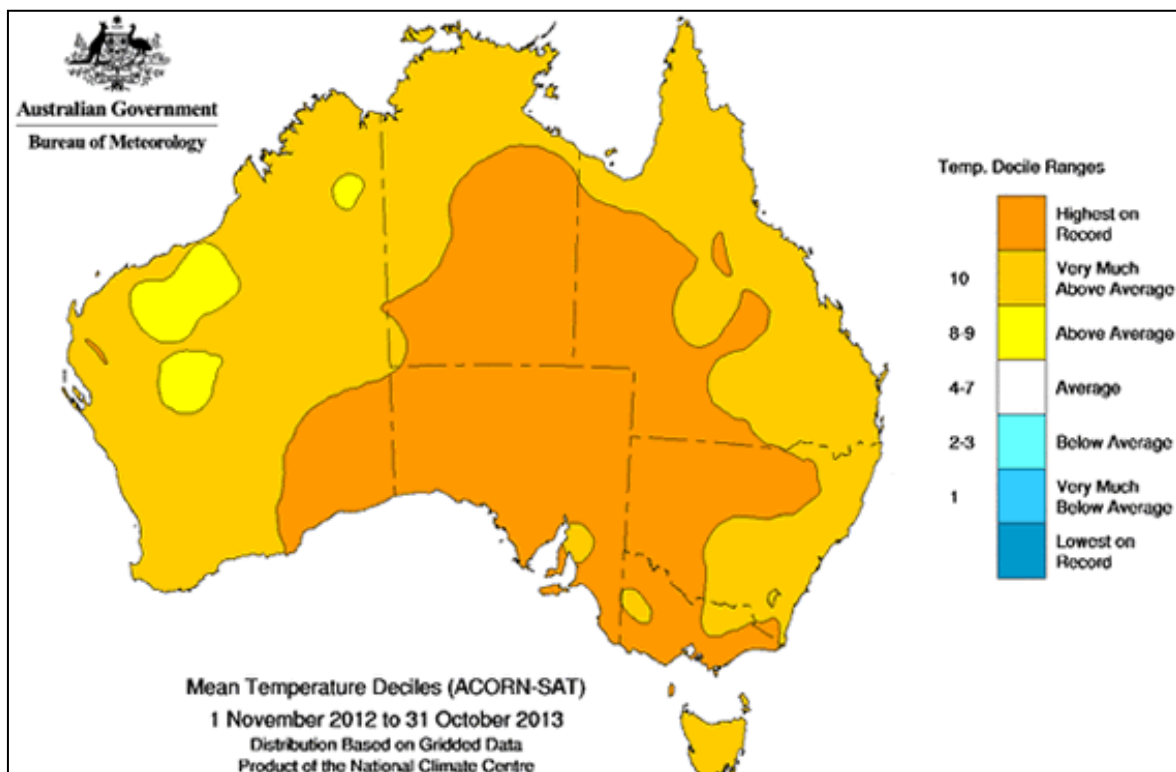 Australian Government
Bureau of Meteorology
Temp. Decile Ranges
Highest on
Record
10
Very Much
Above Average
8-9
Above Average
4-7
Average
2-3
Below Average
1
Very Much
Below Average
Lowest on
Record
Mean Temperature Deciles (ACORN-SAT)
1 November 2012 to 31 October 2013
Distribution Based on Gridded Data
Product of the National Climate Centre